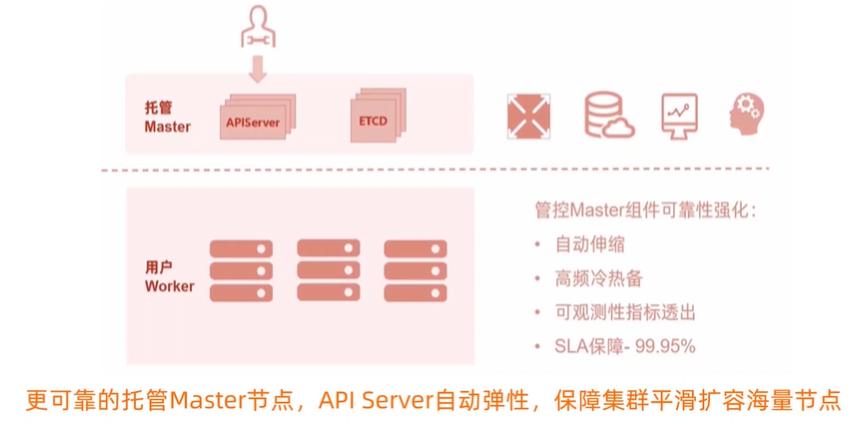 托管
Master
APIServer
ETCD
用户
Worker
管控Master组件可靠性强化：
• 自动伸缩
• 高频冷热备
• 可观测性指标透出
• SLA保障- 99.95%
更可靠的托管Master节点，API Server自动弹性，保障集群平滑扩容海量节点